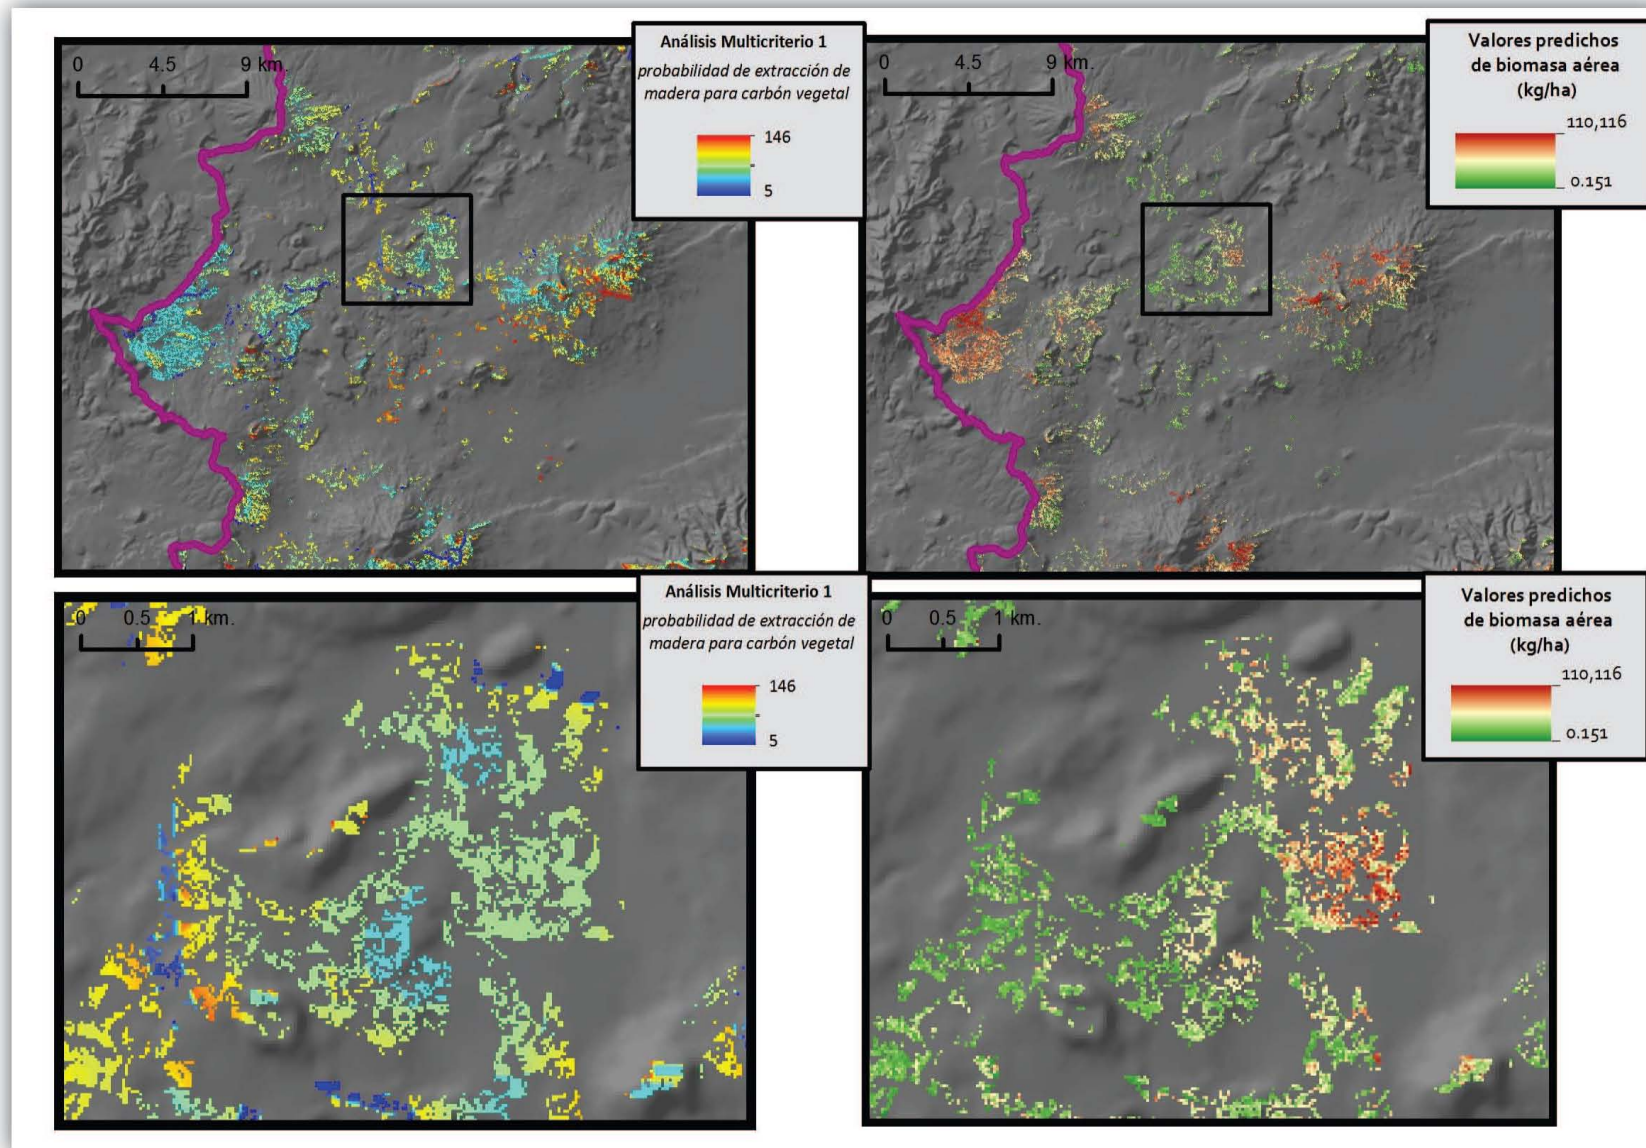 0 4.5 9 km.
Análisis Multicriterio 1
probabilidad de extracción de
madera para carbón vegetal
146
5
0 4.5 9 km.
Valores predichos
de biomasa aérea
(kg/ha)
110,116
0.151
0 0.5 1 km.
Análisis Multicriterio 1
probabilidad de extracción de
madera para carbón vegetal
146
5
0 0.5 1 km.
Valores predichos
de biomasa aérea
(kg/ha)
110,116
0.151